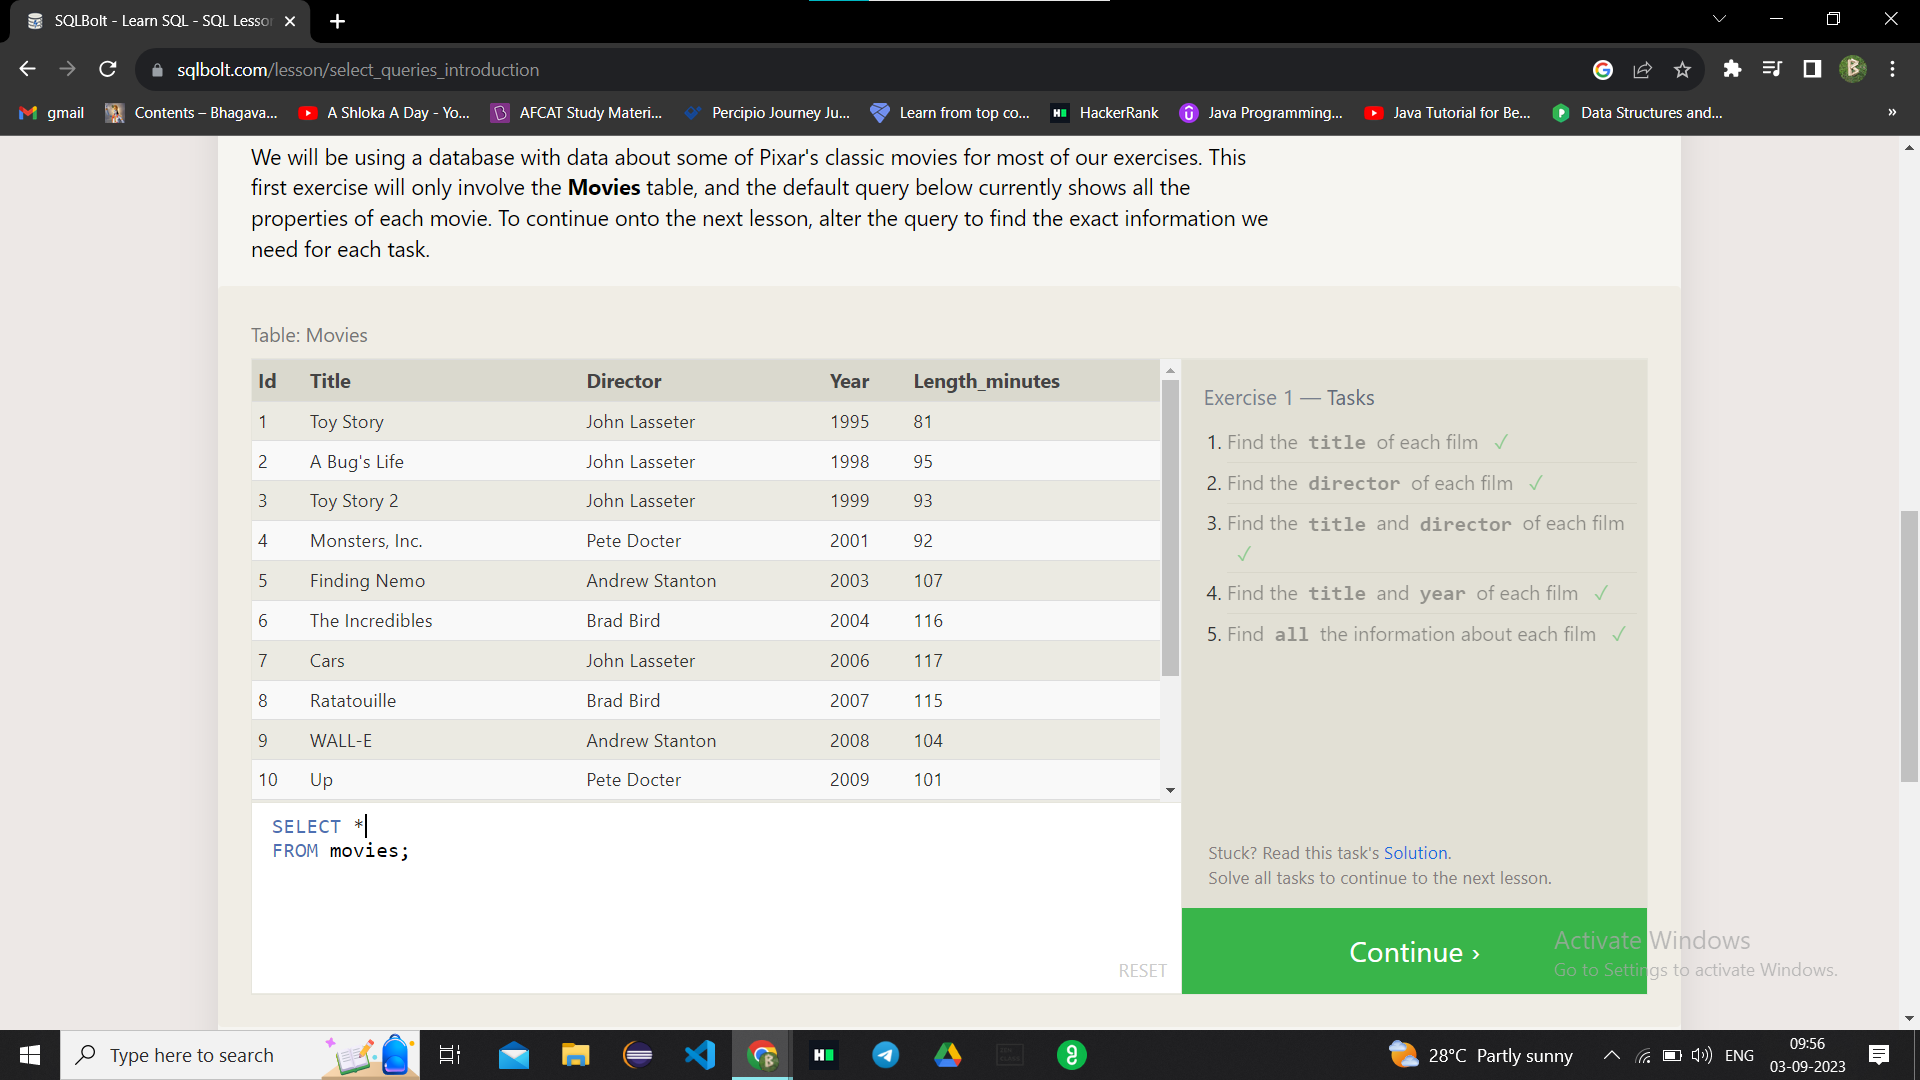 SQLBolt - Learn SQL - SQL Lesso
sqlbolt.com/lesson/select_queries_introduction
gmail
Contents – Bhagava...
A Shloka A Day - Yo...
AFCAT Study Materi...
Percipio Journey Ju...
Learn from top co...
HackerRank
Java Programming...
Java Tutorial for Be...
Data Structures and...
»
We will be using a database with data about some of Pixar's classic movies for most of our exercises. This
first exercise will only involve the Movies table, and the default query below currently shows all the
properties of each movie. To continue onto the next lesson, alter the query to find the exact information we
need for each task.
Table: Movies
Id Title Director Year Length_minutes
1 Toy Story John Lasseter 1995 81
2 A Bug's Life John Lasseter 1998 95
3 Toy Story 2 John Lasseter 1999 93
4 Monsters, Inc. Pete Docter 2001 92
5 Finding Nemo Andrew Stanton 2003 107
6 The Incredibles Brad Bird 2004 116
7 Cars John Lasseter 2006 117
8 Ratatouille Brad Bird 2007 115
9 WALL-E Andrew Stanton 2008 104
10 Up Pete Docter 2009 101
SELECT *
FROM movies;
RESET
Exercise 1 — Tasks
1. Find the title of each film ✓
2. Find the director of each film ✓
3. Find the title and director of each film
✓
4. Find the title and year of each film ✓
5. Find all the information about each film ✓
Stuck? Read this task's Solution.
Solve all tasks to continue to the next lesson.
Continue ›
Activate Windows
Go to Settings to activate Windows.
Type here to search
28°C Partly sunny
ENG
09:56
03-09-2023